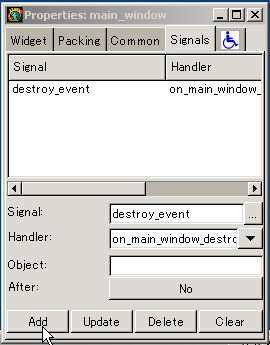 Properties: main_window
Widget Packing Common Signals
Signal Handler
destroy_event on_main_window_
Signal: destroy_event ...
Handler: on_main_window_destro
Object:
After: No
Add Update Delete Clear